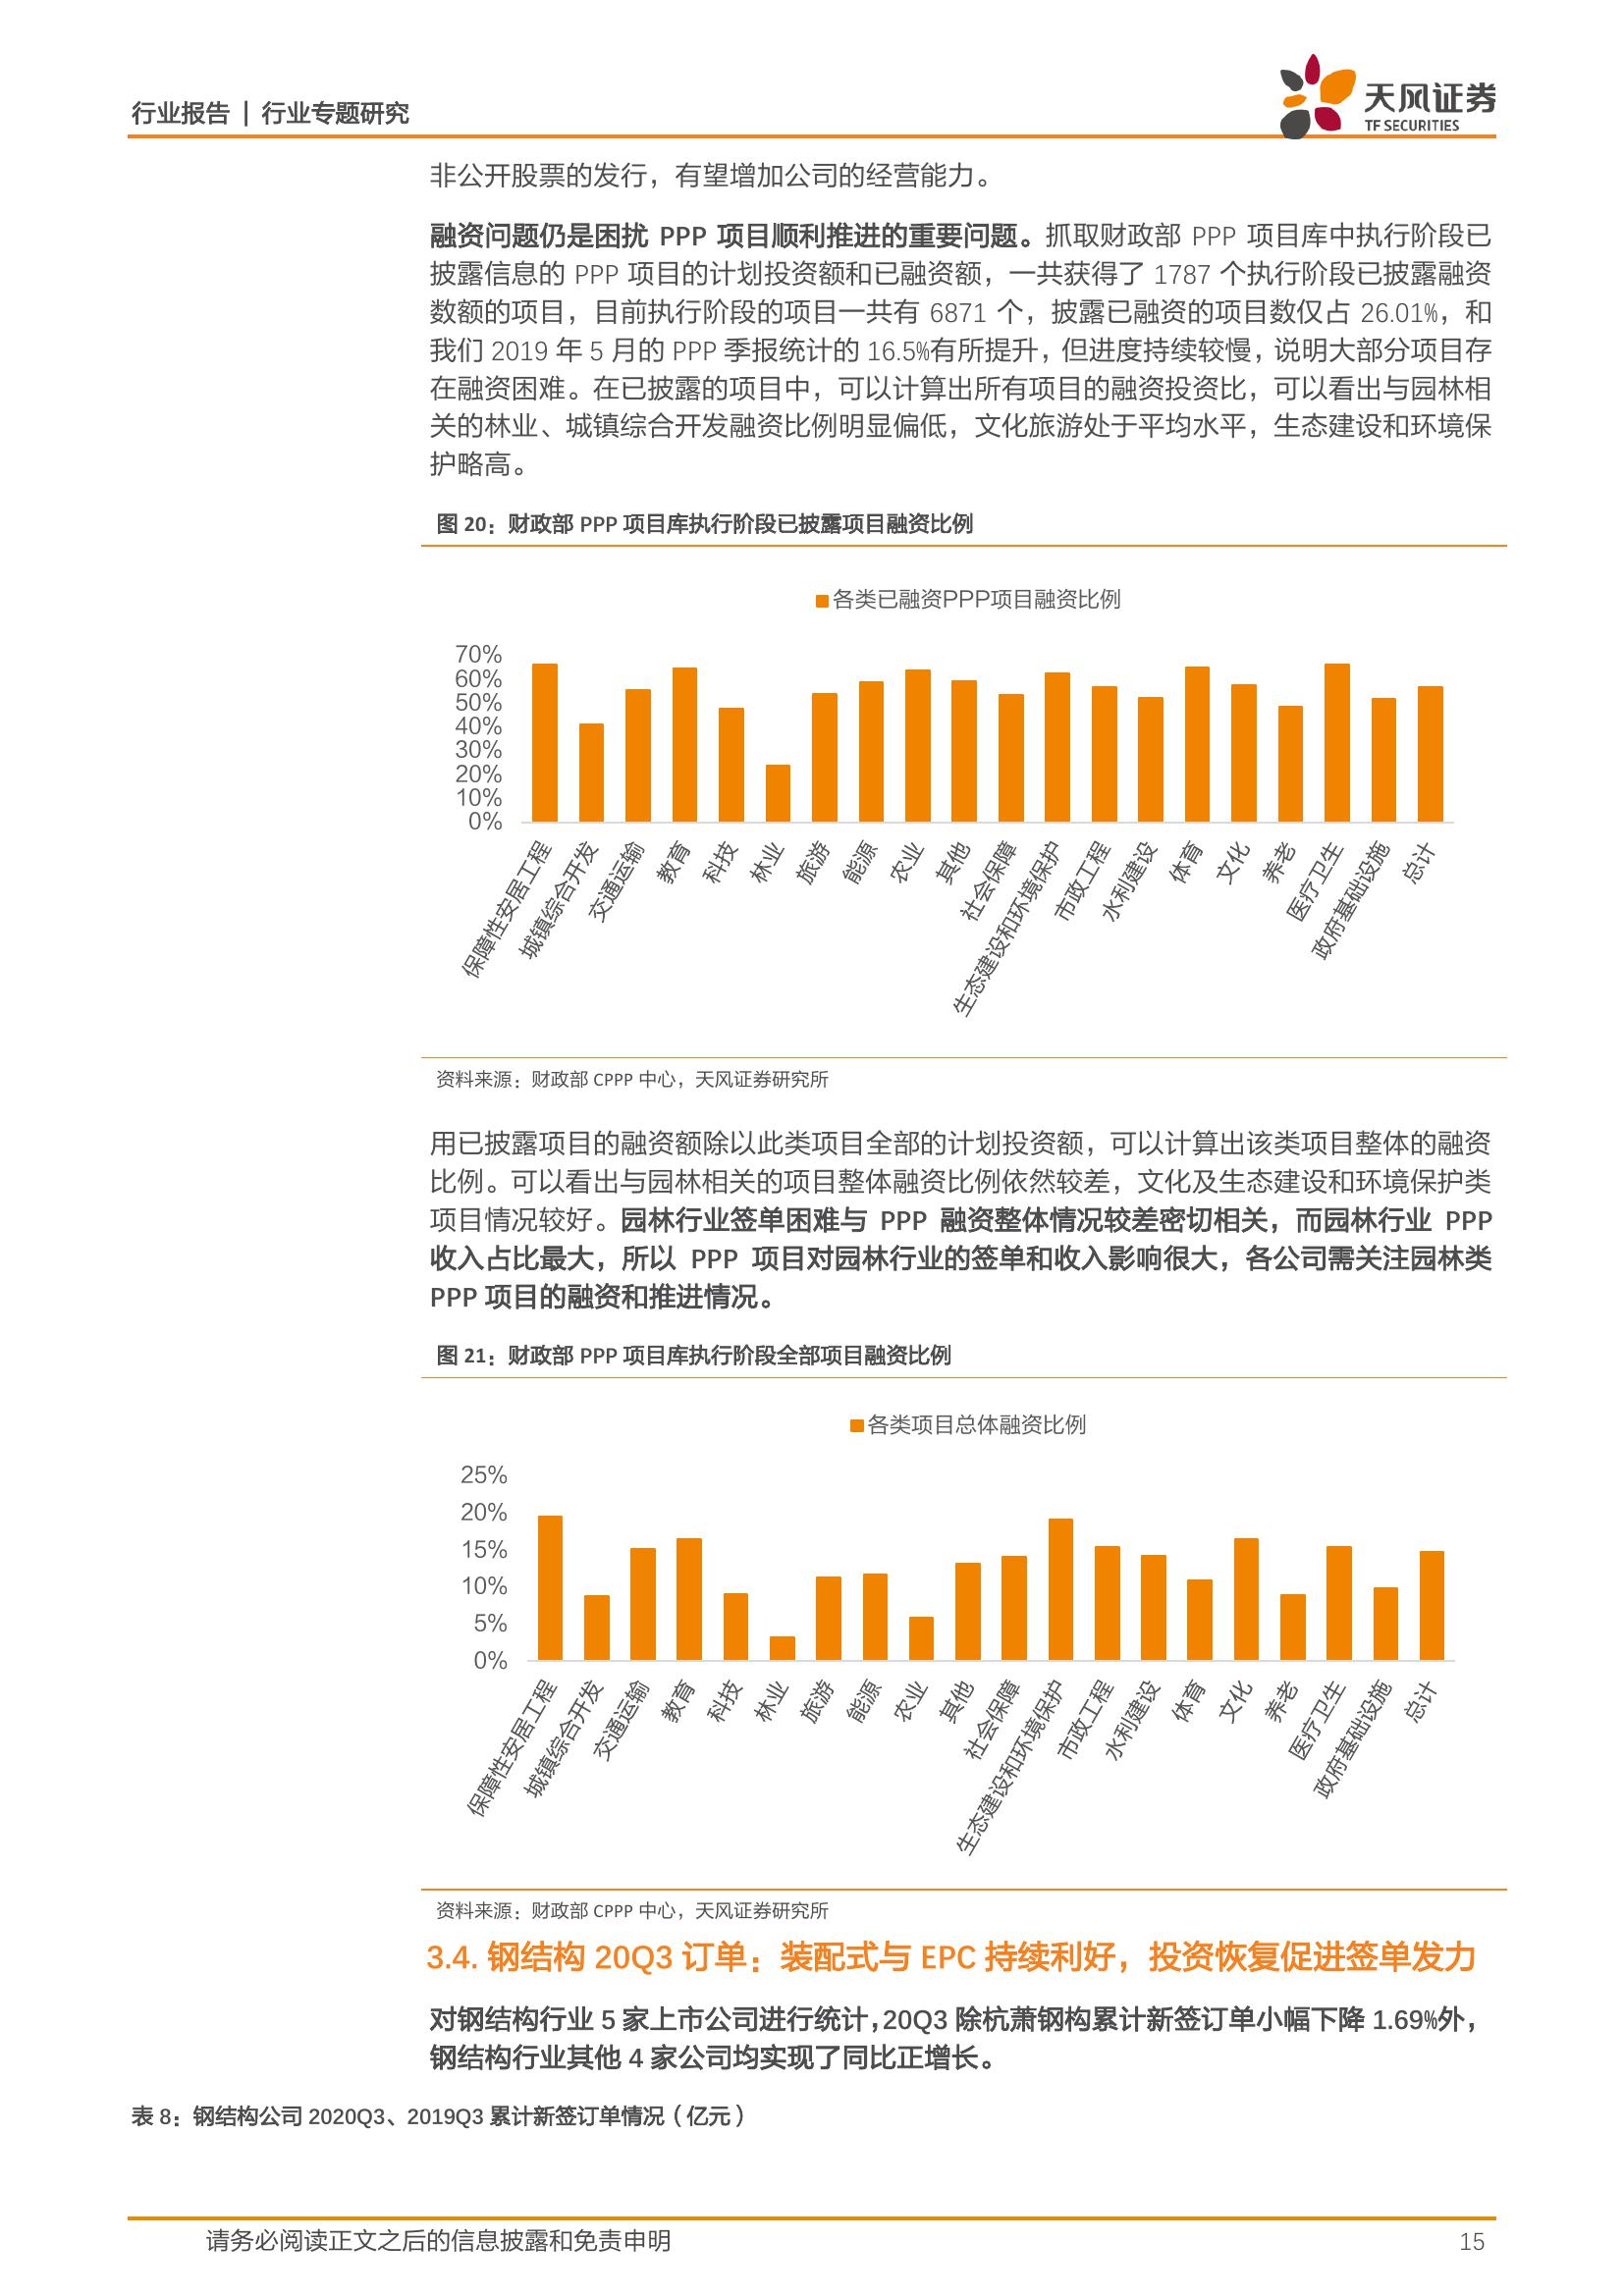 行业报告 | 行业专题研究
天风证券
TF SECURITIES
非公开股票的发行，有望增加公司的经营能力。
融资问题仍是困扰 PPP 项目顺利推进的重要问题。抓取财政部 PPP 项目库中执行阶段已
披露信息的 PPP 项目的计划投资额和已融资额，一共获得了 1787 个执行阶段已披露融资
数额的项目，目前执行阶段的项目一共有 6871 个，披露已融资的项目数仅占 26.01%，和
我们 2019 年 5 月的 PPP 季报统计的 16.5%有所提升，但进度持续较慢，说明大部分项目存
在融资困难。在已披露的项目中，可以计算出所有项目的融资投资比，可以看出与园林相
关的林业、城镇综合开发融资比例明显偏低，文化旅游处于平均水平，生态建设和环境保
护略高。
图 20：财政部 PPP 项目库执行阶段已披露项目融资比例
各类已融资PPP项目融资比例
70%
60%
50%
40%
30%
20%
10%
0%
保障性安居工程
城镇综合开发
交通运输
教育
科技
林业
旅游
能源
农业
其他
社会保障
生态建设和环境保护
市政工程
水利建设
体育
文化
养老
医疗卫生
政府基础设施
总计
资料来源：财政部 CPPP 中心，天风证券研究所
用已披露项目的融资额除以此类项目全部的计划投资额，可以计算出该类项目整体的融资
比例。可以看出与园林相关的项目整体融资比例依然较差，文化及生态建设和环境保护类
项目情况较好。园林行业签单困难与 PPP 融资整体情况较差密切相关，而园林行业 PPP
收入占比最大，所以 PPP 项目对园林行业的签单和收入影响很大，各公司需关注园林类
PPP 项目的融资和推进情况。
图 21：财政部 PPP 项目库执行阶段全部项目融资比例
各类项目总体融资比例
25%
20%
15%
10%
5%
0%
保障性安居工程
城镇综合开发
交通运输
教育
科技
林业
旅游
能源
农业
其他
社会保障
生态建设和环境保护
市政工程
水利建设
体育
文化
养老
医疗卫生
政府基础设施
总计
资料来源：财政部 CPPP 中心，天风证券研究所
3.4. 钢结构 20Q3 订单：装配式与 EPC 持续利好，投资恢复促进签单发力
对钢结构行业 5 家上市公司进行统计，20Q3 除杭萧钢构累计新签订单小幅下降 1.69%外，
钢结构行业其他 4 家公司均实现了同比正增长。
表 8：钢结构公司 2020Q3、2019Q3 累计新签订单情况（亿元）
请务必阅读正文之后的信息披露和免责申明
15